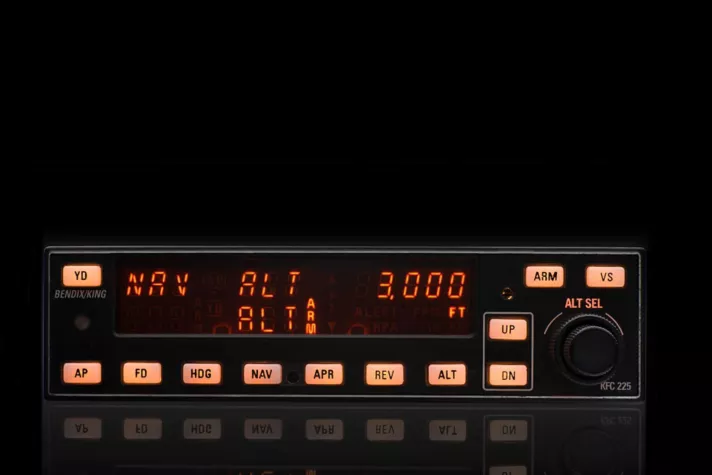 YD
BENDIX/KING
NAV ALT 3,000
ALT ARM FT
ARM VS
ALT SEL
UP
DN
AP FD HDG NAV APR REV ALT
KFC 225